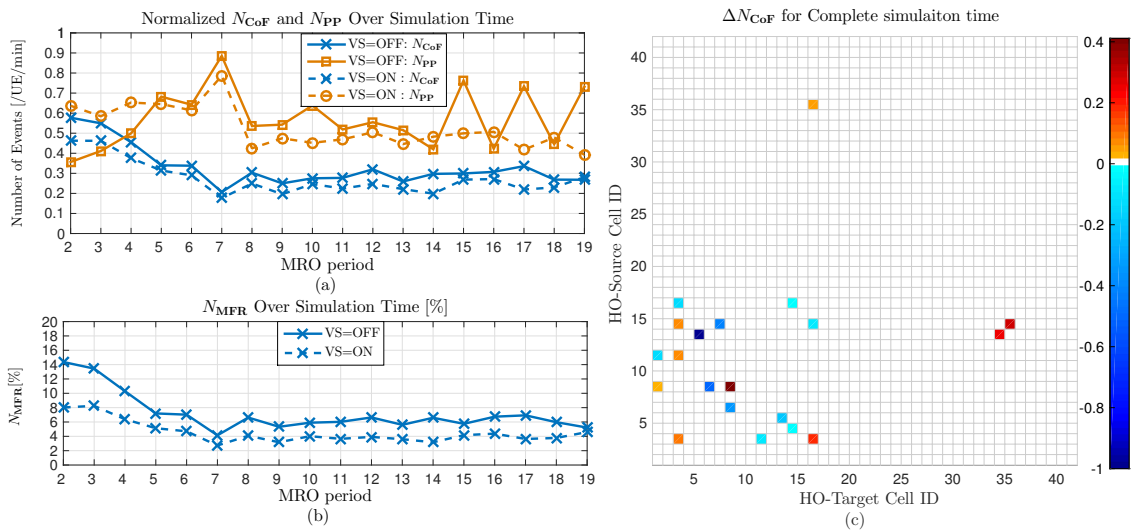 Normalized N_CoF and N_PP Over Simulation Time
Number of Events [/UE/min]
1
0.9
0.8
0.7
0.6
0.5
0.4
0.3
0.2
0.1
0
VS=OFF: N_CoF
VS=OFF: N_PP
VS=ON : N_CoF
VS=ON : N_PP
2 3 4 5 6 7 8 9 10 11 12 13 14 15 16 17 18 19
MRO period
(a)
N_MFR Over Simulation Time [%]
N_MFR[%]
20
18
16
14
12
10
8
6
4
2
0
VS=OFF
VS=ON
2 3 4 5 6 7 8 9 10 11 12 13 14 15 16 17 18 19
MRO period
(b)
ΔN_CoF for Complete simulaiton time
HO-Source Cell ID
40
35
30
25
20
15
10
5
5 10 15 20 25 30 35 40
HO-Target Cell ID
(c)
0.4
0.2
0
-0.2
-0.4
-0.6
-0.8
-1